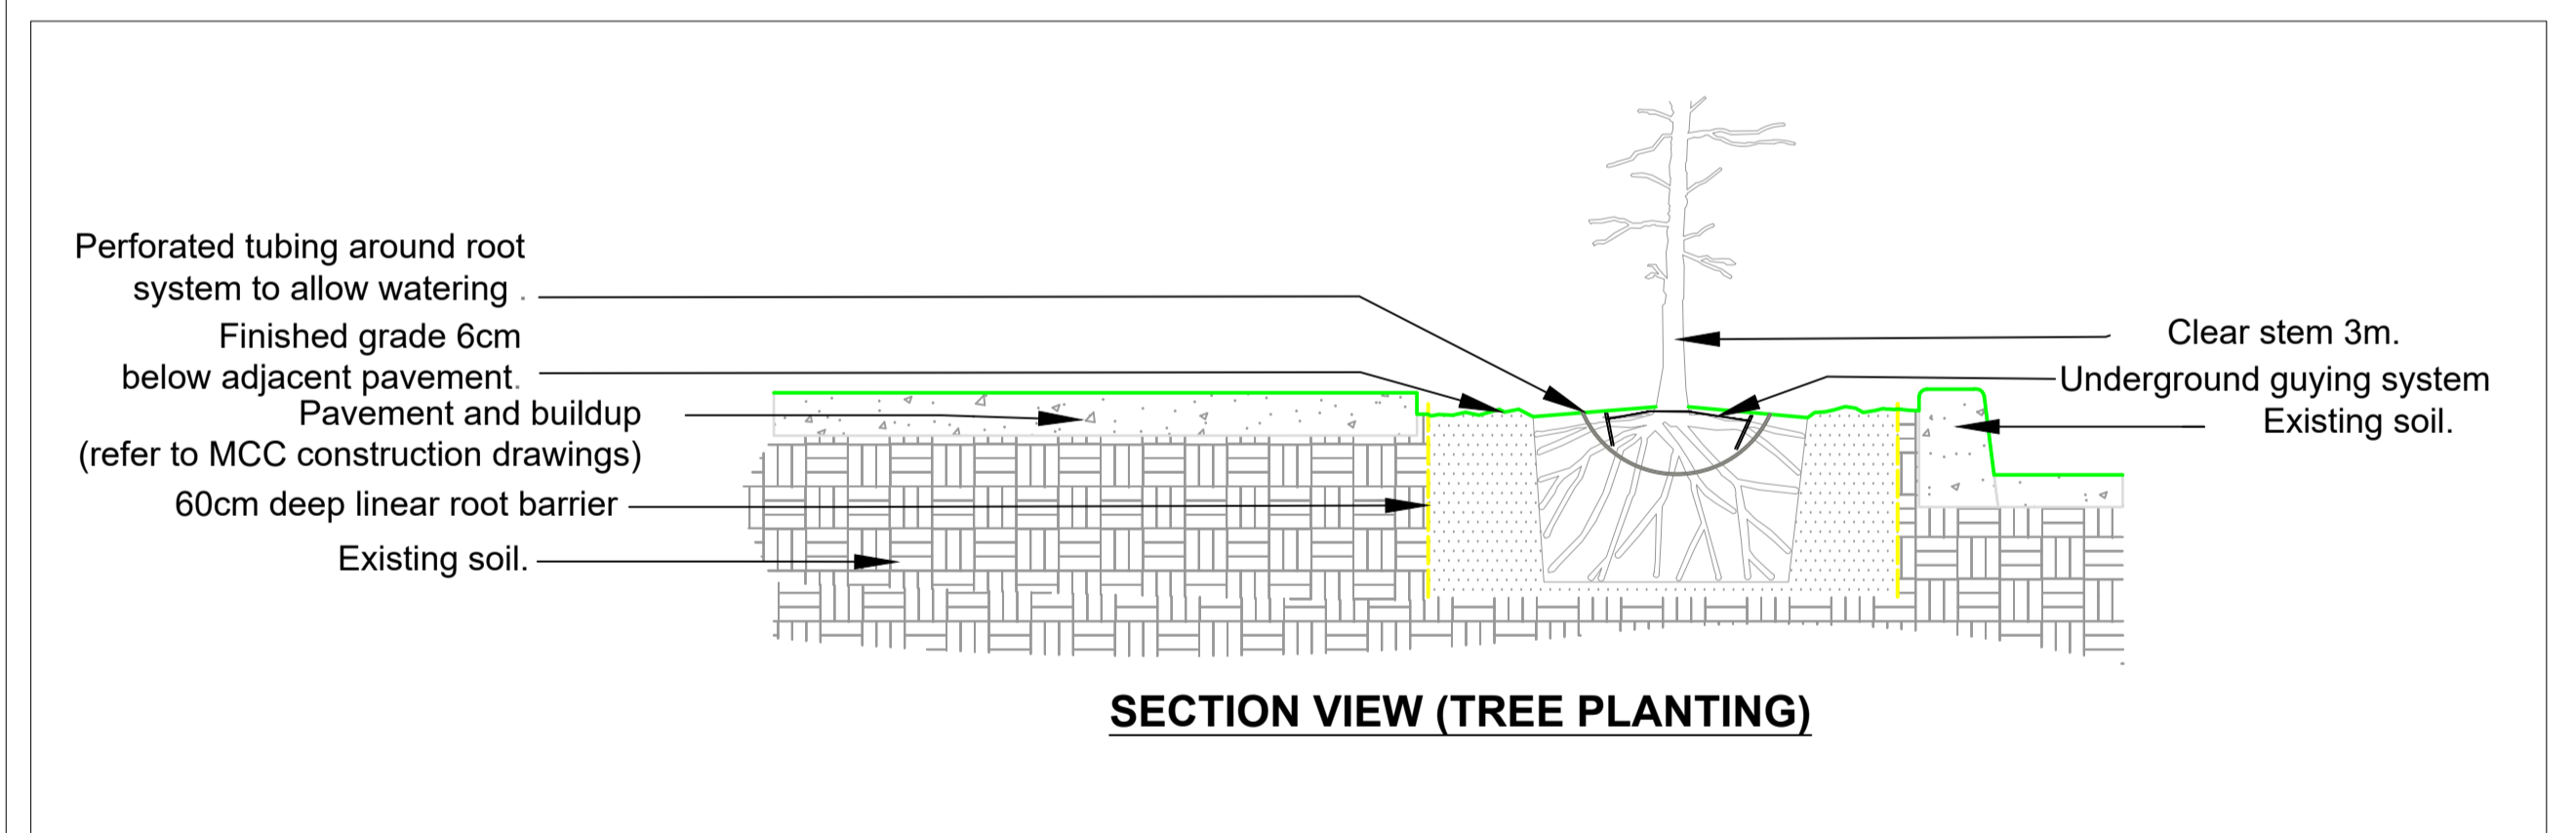 Perforated tubing around root
system to allow watering .
Finished grade 6cm
below adjacent pavement.
Pavement and buildup
(refer to MCC construction drawings)
60cm deep linear root barrier
Existing soil.
Clear stem 3m.
Underground guying system
Existing soil.
SECTION VIEW (TREE PLANTING)